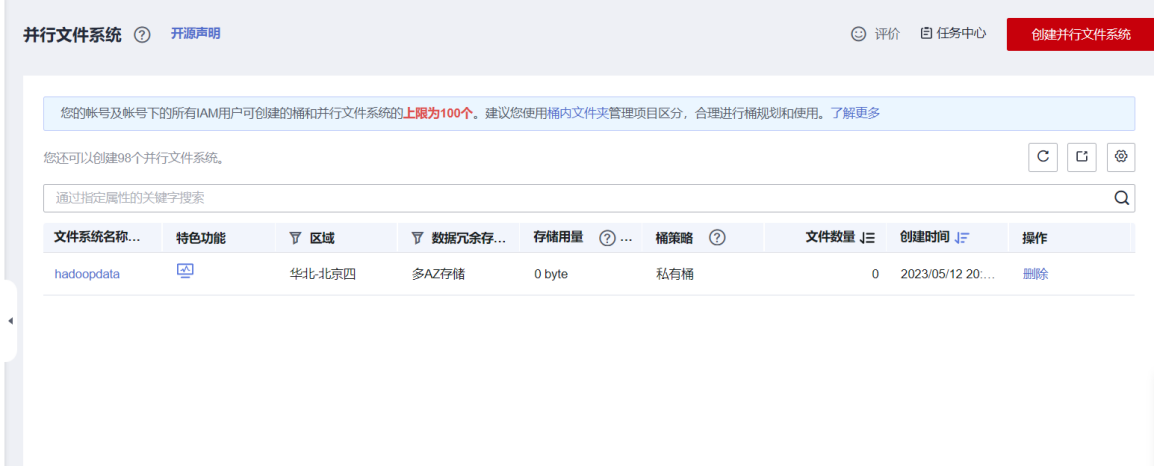 并行文件系统 ? 开源声明 评价 任务中心 创建并行文件系统
您的帐号及帐号下的所有IAM用户可创建的桶和并行文件系统的上限为100个。建议您使用桶内文件夹管理项目区分，合理进行桶规划和使用。了解更多
您还可以创建98个并行文件系统。
通过指定属性的关键字搜索
文件系统名称... 特色功能 区域 数据冗余存... 存储用量 ? ... 桶策略 ? 文件数量 创建时间 操作
hadoopdata 华北-北京四 多AZ存储 0 byte 私有桶 0 2023/05/12 20:... 删除